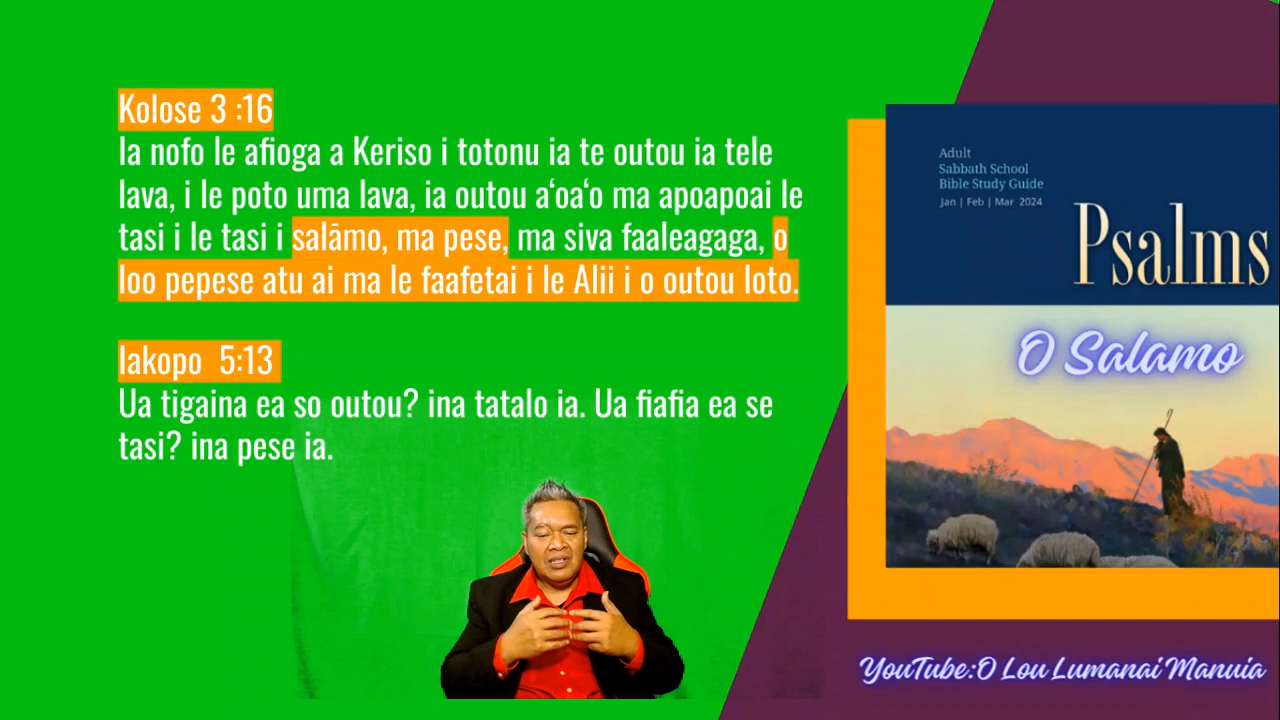 Kolose 3 :16
Ia nofo le afioga a Keriso i totonu ia te outou ia tele
lava, i le poto uma lava, ia outou a‘oa‘o ma apoapoai le
tasi i le tasi i salāmo, ma pese, ma siva faaleagaga, o
loo pepese atu ai ma le faafetai i le Alii i o outou loto.
Iakopo 5:13
Ua tigaina ea so outou? ina tatalo ia. Ua fiafia ea se
tasi? ina pese ia.
Adult
Sabbath School
Bible Study Guide
Jan | Feb | Mar 2024
Psalms
O Salamo
YouTube:O Lou Lumanai Manuia